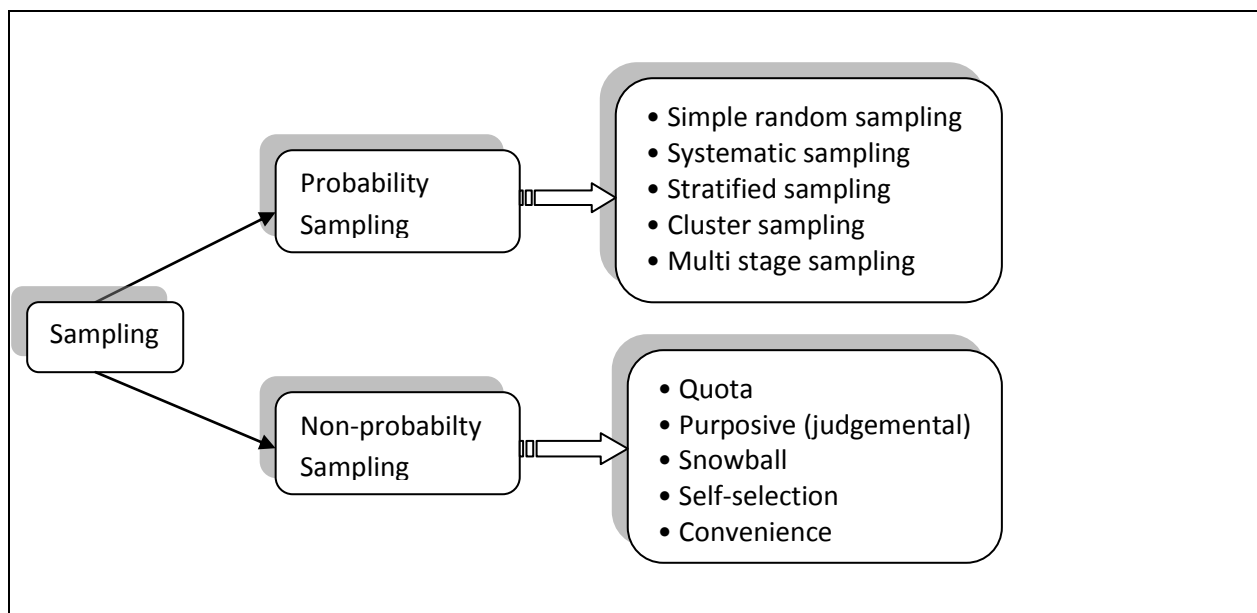 Sampling
Probability
Sampling
• Simple random sampling
• Systematic sampling
• Stratified sampling
• Cluster sampling
• Multi stage sampling
Non-probabilty
Sampling
• Quota
• Purposive (judgemental)
• Snowball
• Self-selection
• Convenience